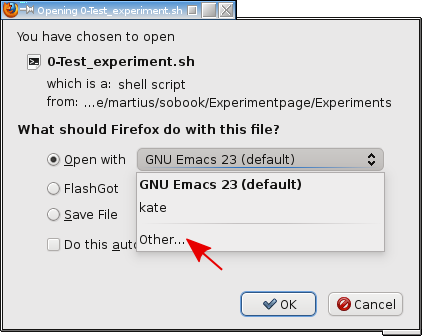 Opening 0-Test_experiment.sh
You have chosen to open
0-Test_experiment.sh
which is a: shell script
from: ...e/martius/sobook/Experimentpage/Experiments
What should Firefox do with this file?
Open with GNU Emacs 23 (default)
GNU Emacs 23 (default)
FlashGot
kate
Save File
Other...
Do this auto
OK Cancel